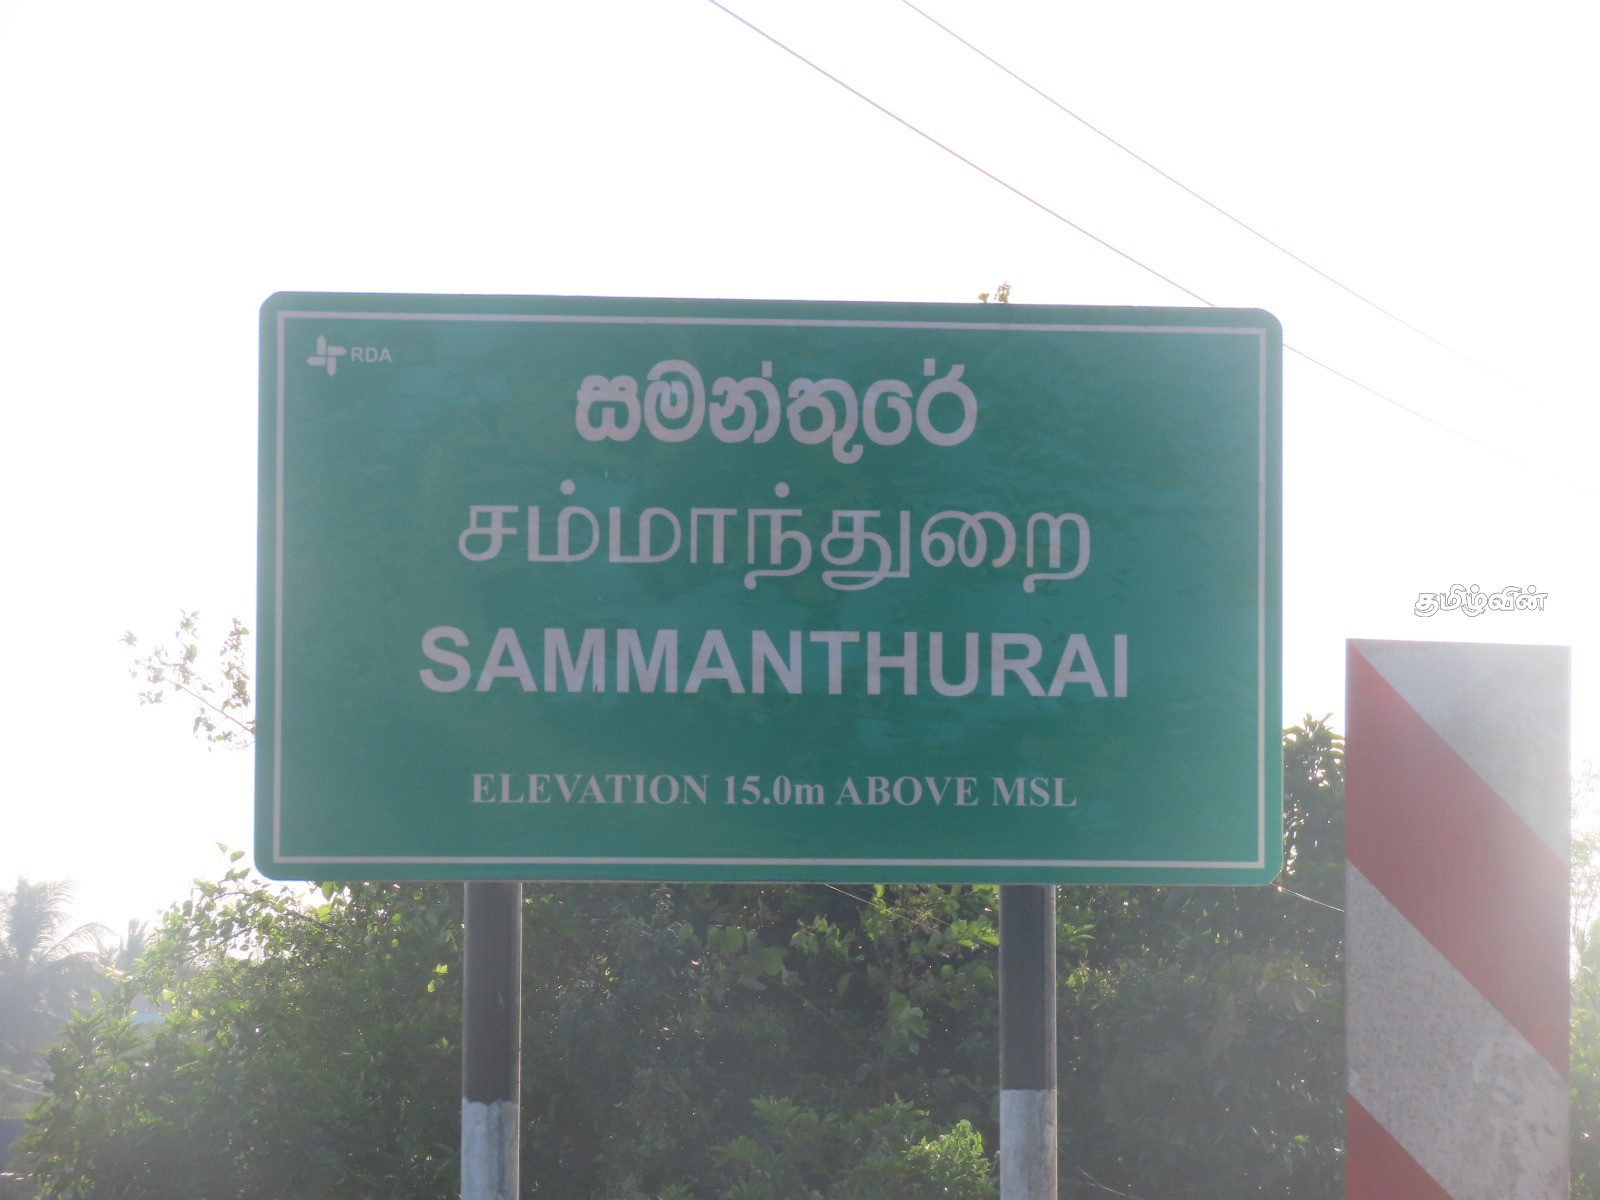 RDA
සමන්තුරේ
சம்மாந்துறை
SAMMANTHURAI
ELEVATION 15.0m ABOVE MSL
தமிழ்வின்